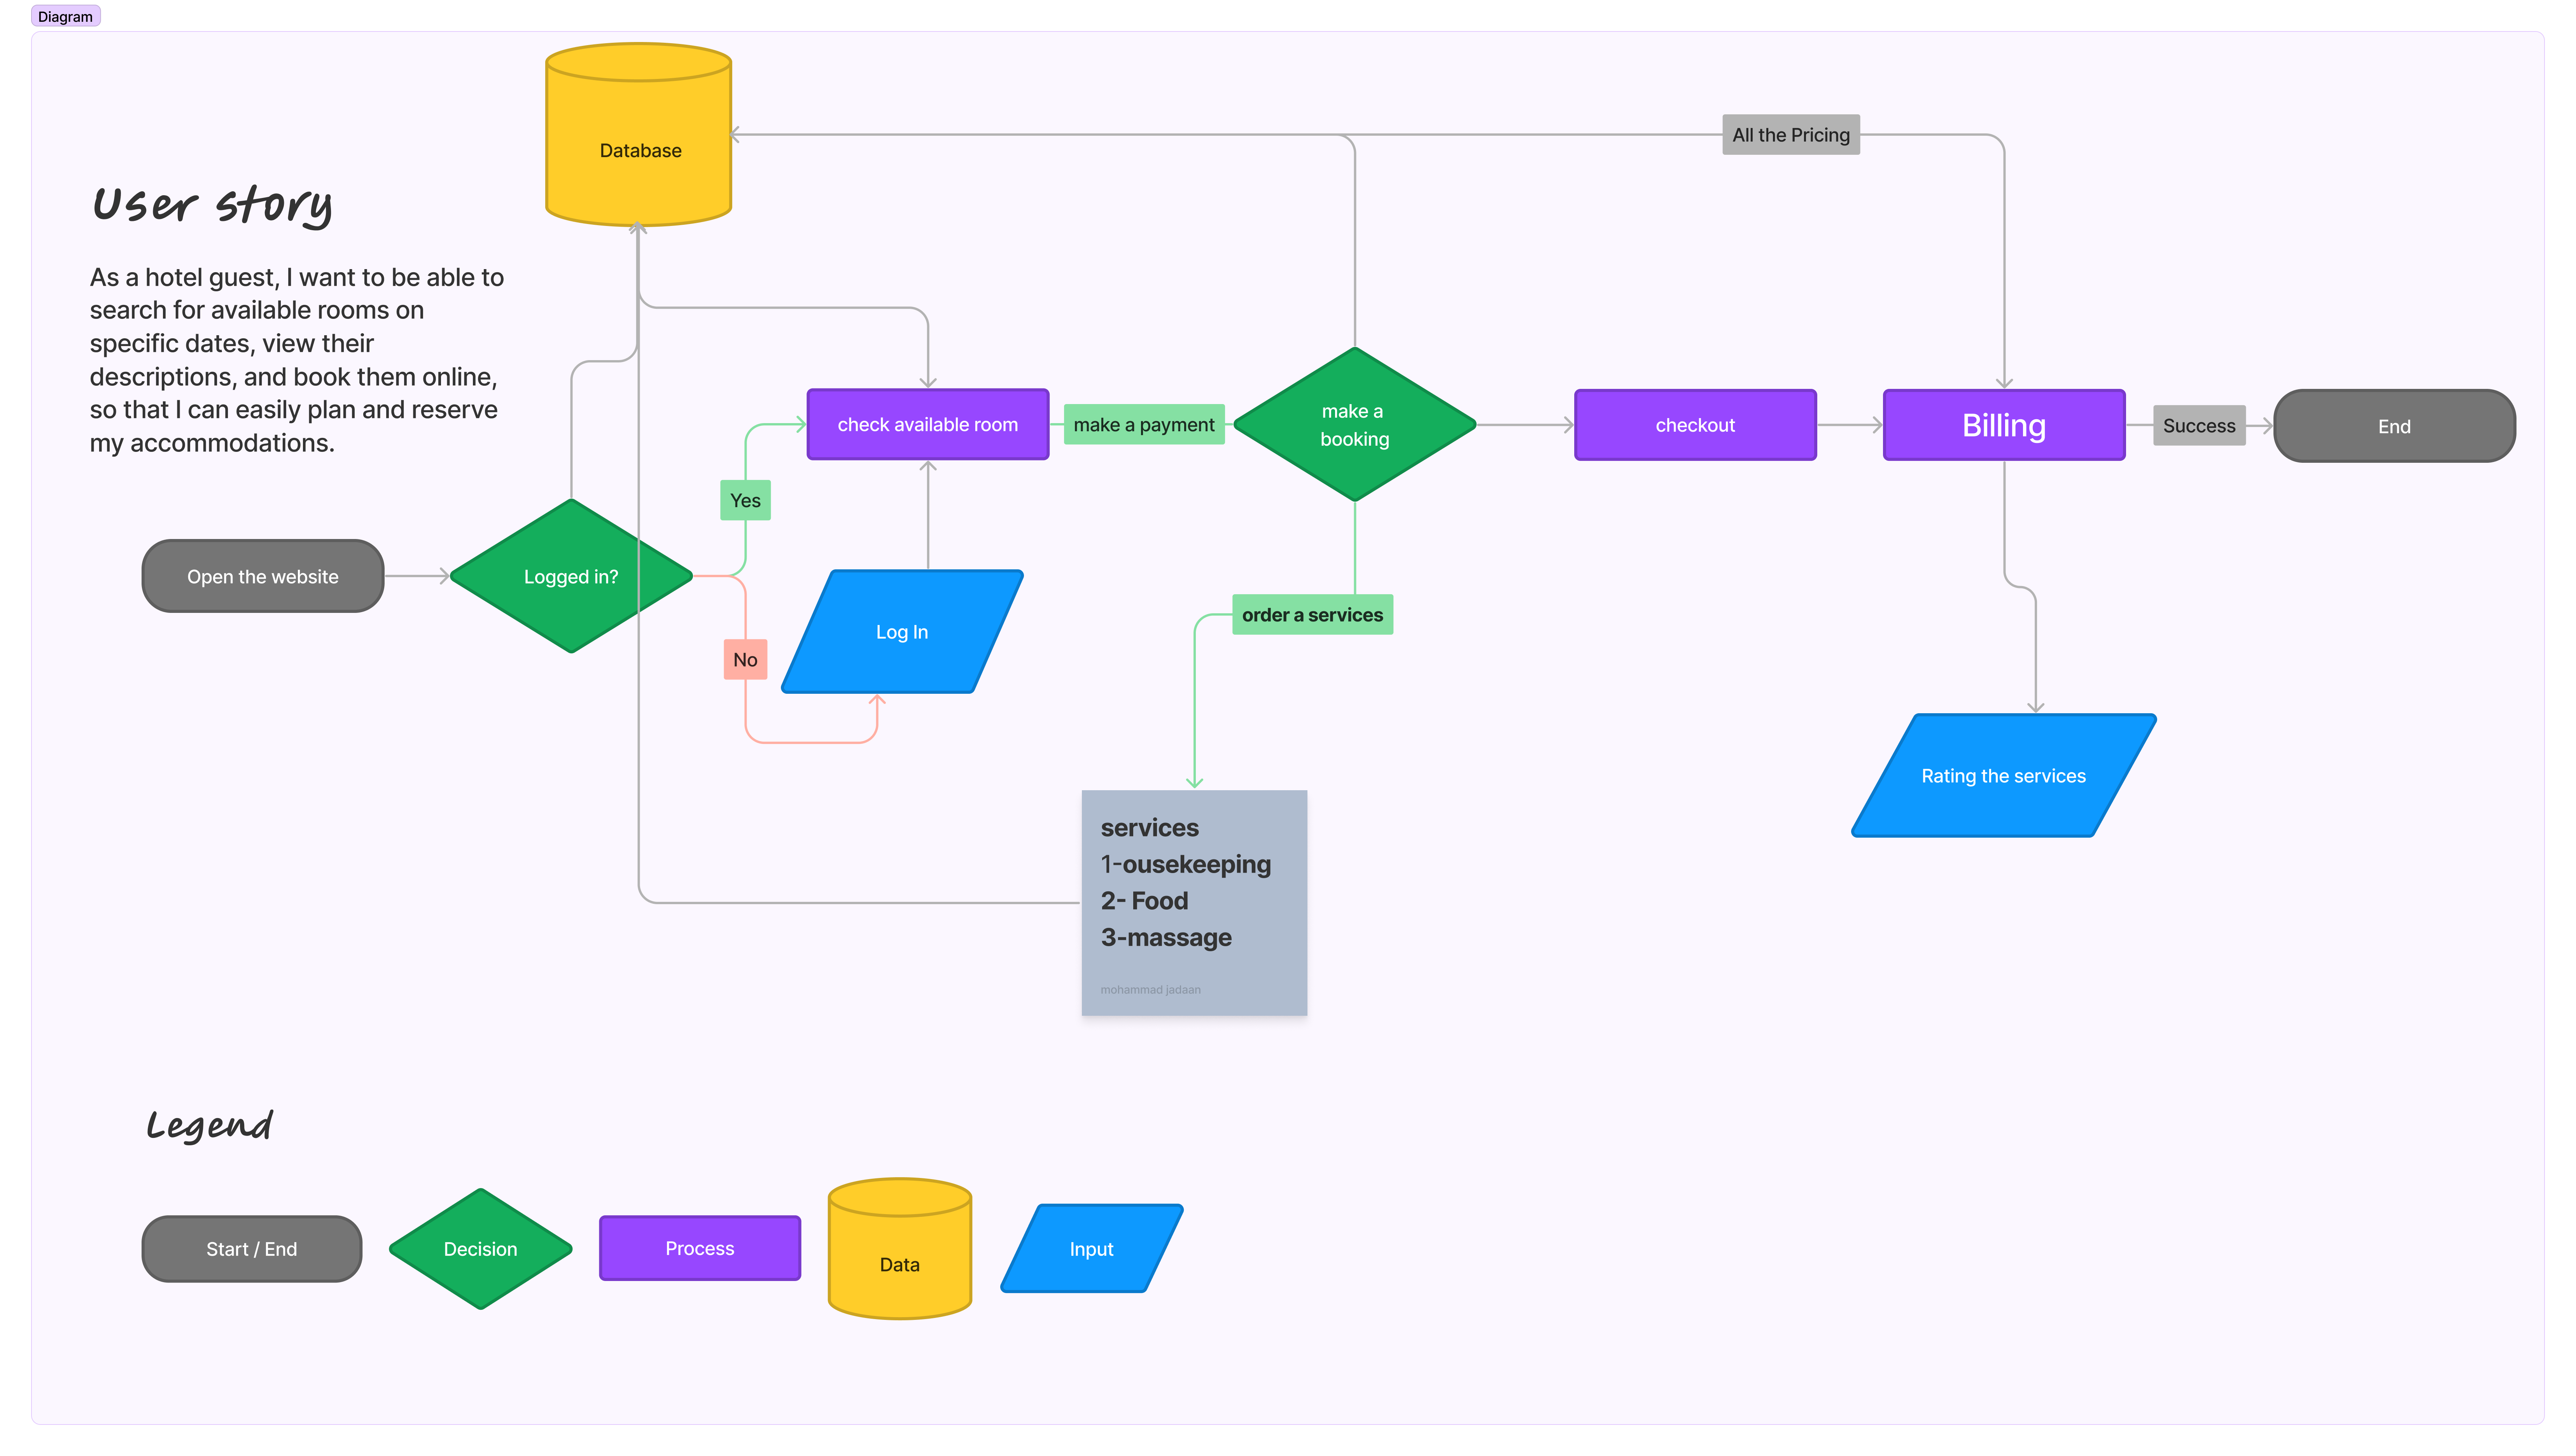 Diagram
Database
All the Pricing
User story
As a hotel guest, I want to be able to
search for available rooms on
specific dates, view their
descriptions, and book them online,
so that I can easily plan and reserve
my accommodations.
check available room
make a payment
make a
booking
checkout
Billing
Success
End
Yes
Open the website
Logged in?
Log In
No
order a services
Rating the services
services
1-ousekeeping
2- Food
3-massage
mohammad jadaan
Legend
Start / End
Decision
Process
Data
Input